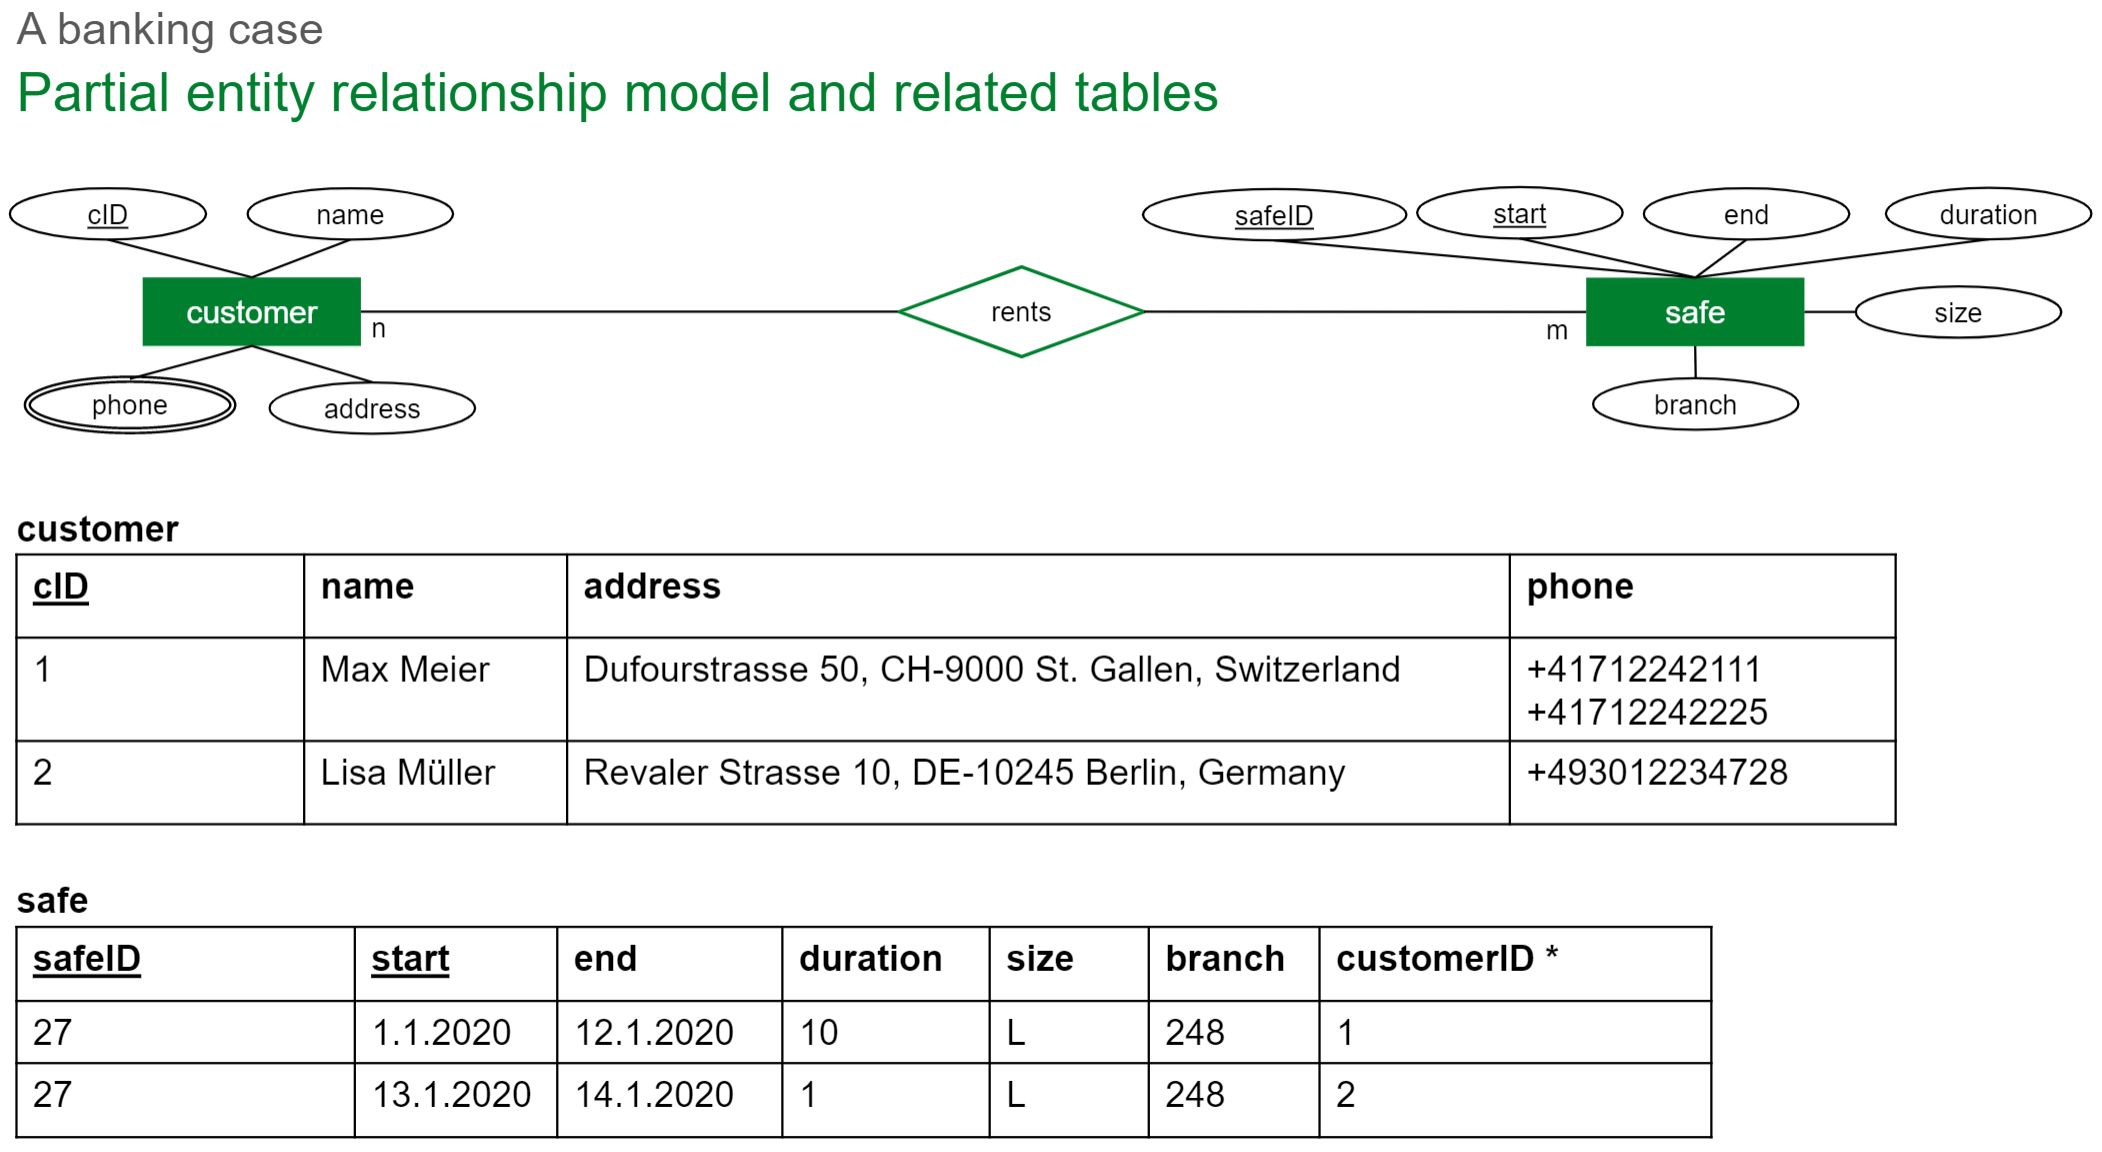 A banking case
Partial entity relationship model and related tables
cID
name
safeID
start
end
duration
customer
n
rents
m
safe
size
phone
address
branch
customer
cID name address phone
1 Max Meier Dufourstrasse 50, CH-9000 St. Gallen, Switzerland +41712242111
+41712242225
2 Lisa Müller Revaler Strasse 10, DE-10245 Berlin, Germany +493012234728
safe
safeID start end duration size branch customerID *
27 1.1.2020 12.1.2020 10 L 248 1
27 13.1.2020 14.1.2020 1 L 248 2